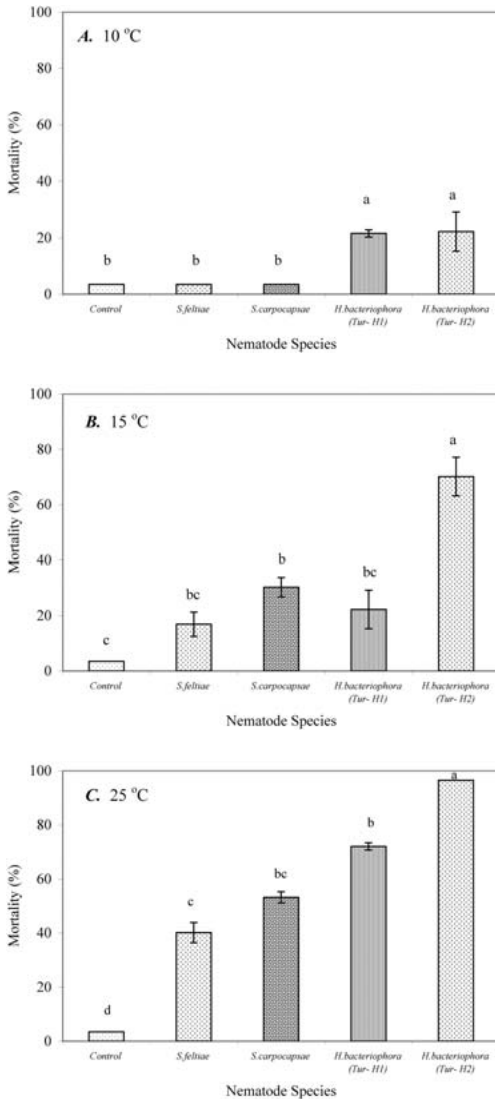 A. 10 °C
100
80
60
40
20
0
Mortality (%)
b
b
b
a
a
Control
S.feltiae
S.carpocapsae
H.bacteriophora
(Tur- H1)
H.bacteriophora
(Tur- H2)
Nematode Species
B. 15 °C
100
80
60
40
20
0
Mortality (%)
c
bc
b
bc
a
Control
S.feltiae
S.carpocapsae
H.bacteriophora
(Tur- H1)
H.bacteriophora
(Tur- H2)
Nematode Species
C. 25 °C
100
80
60
40
20
0
Mortality (%)
d
c
bc
b
a
Control
S.feltiae
S.carpocapsae
H.bacteriophora
(Tur- H1)
H.bacteriophora
(Tur- H2)
Nematode Species